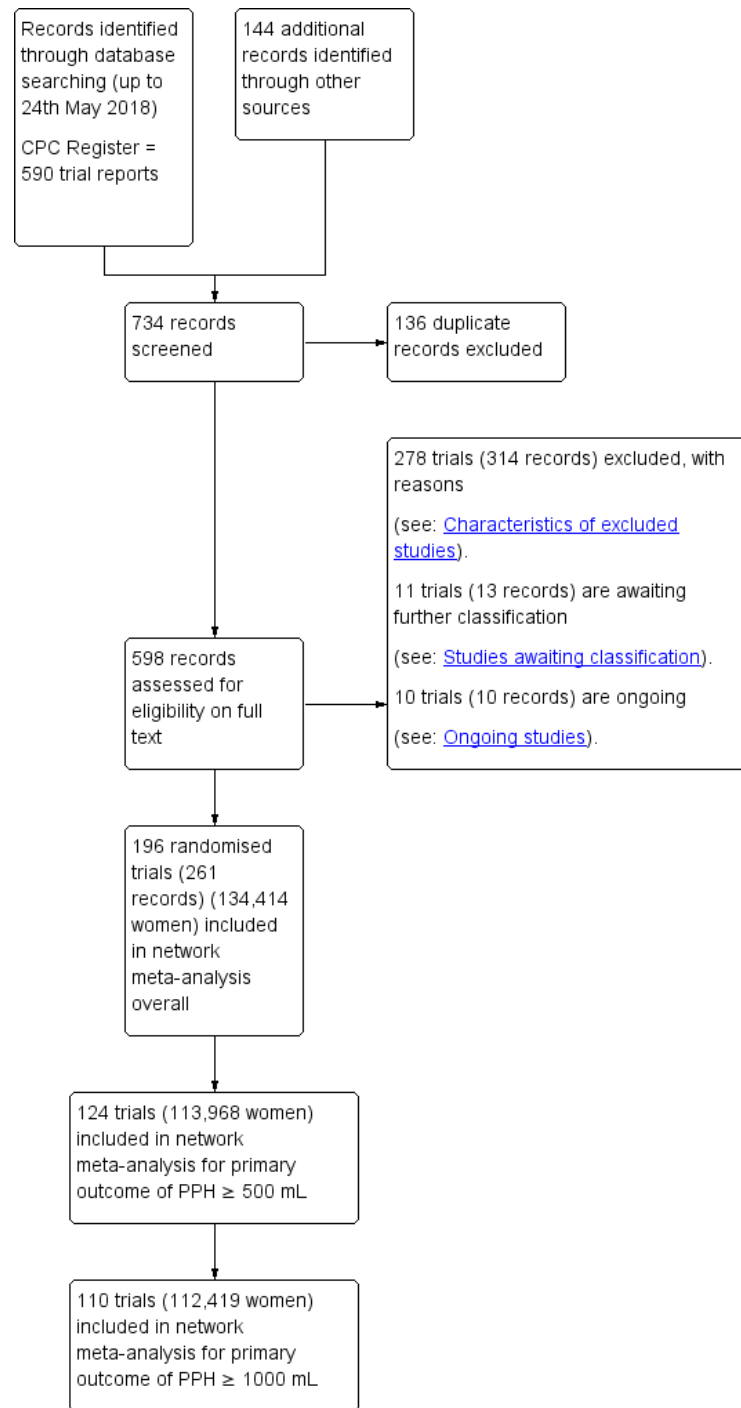 Records identified
through database
searching (up to
24th May 2018)
CPC Register =
590 trial reports
144 additional
records identified
through other
sources
734 records
screened
136 duplicate
records excluded
278 trials (314 records) excluded, with
reasons
(see: Characteristics of excluded
studies).
11 trials (13 records) are awaiting
further classification
(see: Studies awaiting classification).
10 trials (10 records) are ongoing
(see: Ongoing studies).
598 records
assessed for
eligibility on full
text
196 randomised
trials (261
records) (134,414
women) included
in network
meta-analysis
overall
124 trials (113,968 women)
included in network
meta-analysis for primary
outcome of PPH ≥ 500 mL
110 trials (112,419 women)
included in network
meta-analysis for primary
outcome of PPH ≥ 1000 mL